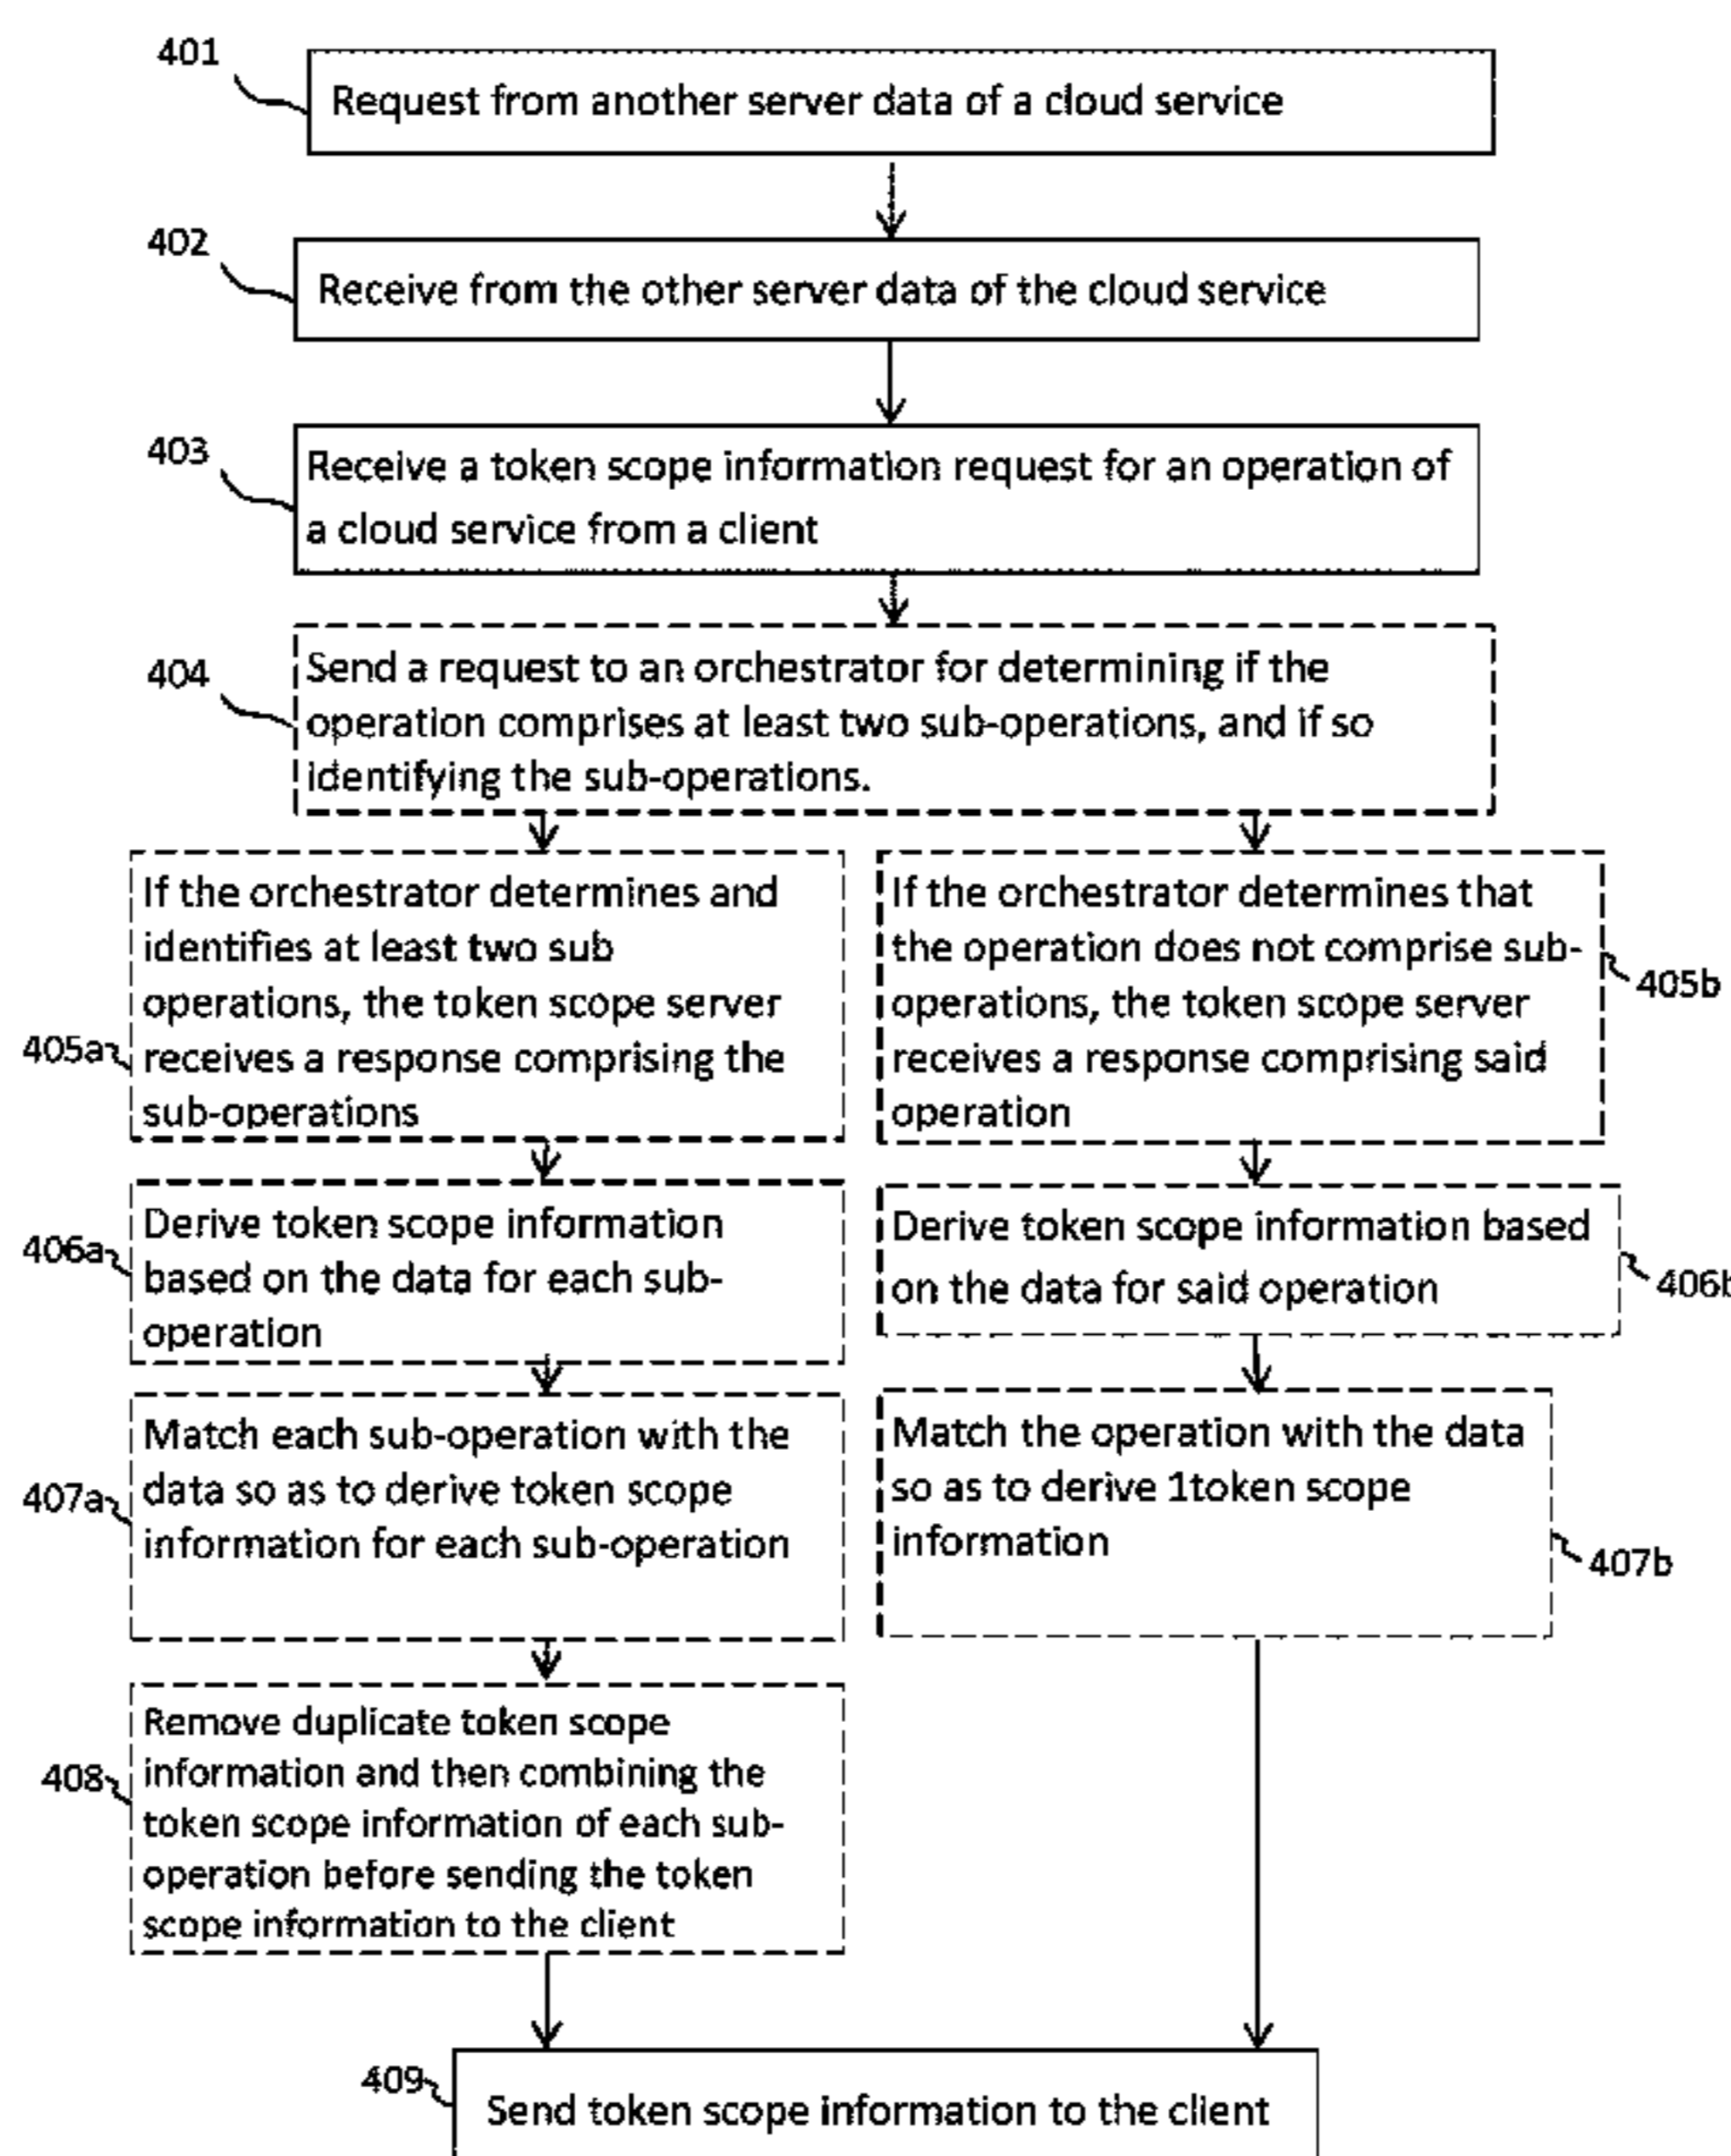 401
Request from another server data of a cloud service
402
Receive from the other server data of the cloud service
403
Receive a token scope information request for an operation of
a cloud service from a client
404
Send a request to an orchestrator for determining if the
operation comprises at least two sub-operations, and if so
identifying the sub-operations.
405a
If the orchestrator determines and
identifies at least two sub
operations, the token scope server
receives a response comprising the
sub-operations
If the orchestrator determines that
the operation does not comprise sub-
operations, the token scope server
receives a response comprising said
operation
405b
406a
Derive token scope information
based on the data for each sub-
operation
Derive token scope information based
on the data for said operation
406b
407a
Match each sub-operation with the
data so as to derive token scope
information for each sub-operation
Match the operation with the data
so as to derive 1token scope
information
407b
408
Remove duplicate token scope
information and then combining the
token scope information of each sub-
operation before sending the token
scope information to the client
409
Send token scope information to the client